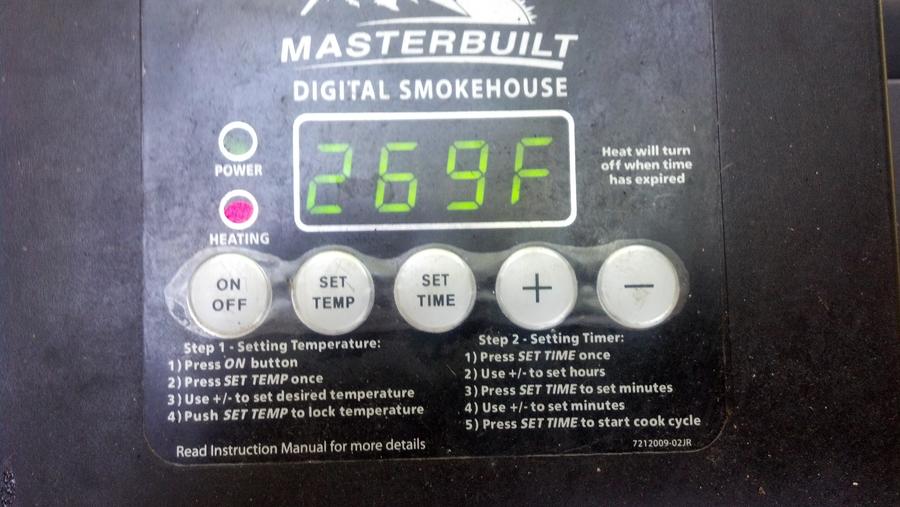 MASTERBUILT
DIGITAL SMOKEHOUSE
POWER
HEATING
269F
Heat will turn
off when time
has expired
ON
OFF
SET
TEMP
SET
TIME
+
−
Step 1 - Setting Temperature:
1) Press ON button
2) Press SET TEMP once
3) Use +/- to set desired temperature
4) Push SET TEMP to lock temperature
Step 2 - Setting Timer:
1) Press SET TIME once
2) Use +/- to set hours
3) Press SET TIME to set minutes
4) Use +/- to set minutes
5) Press SET TIME to start cook cycle
Read Instruction Manual for more details
7212009-02JR